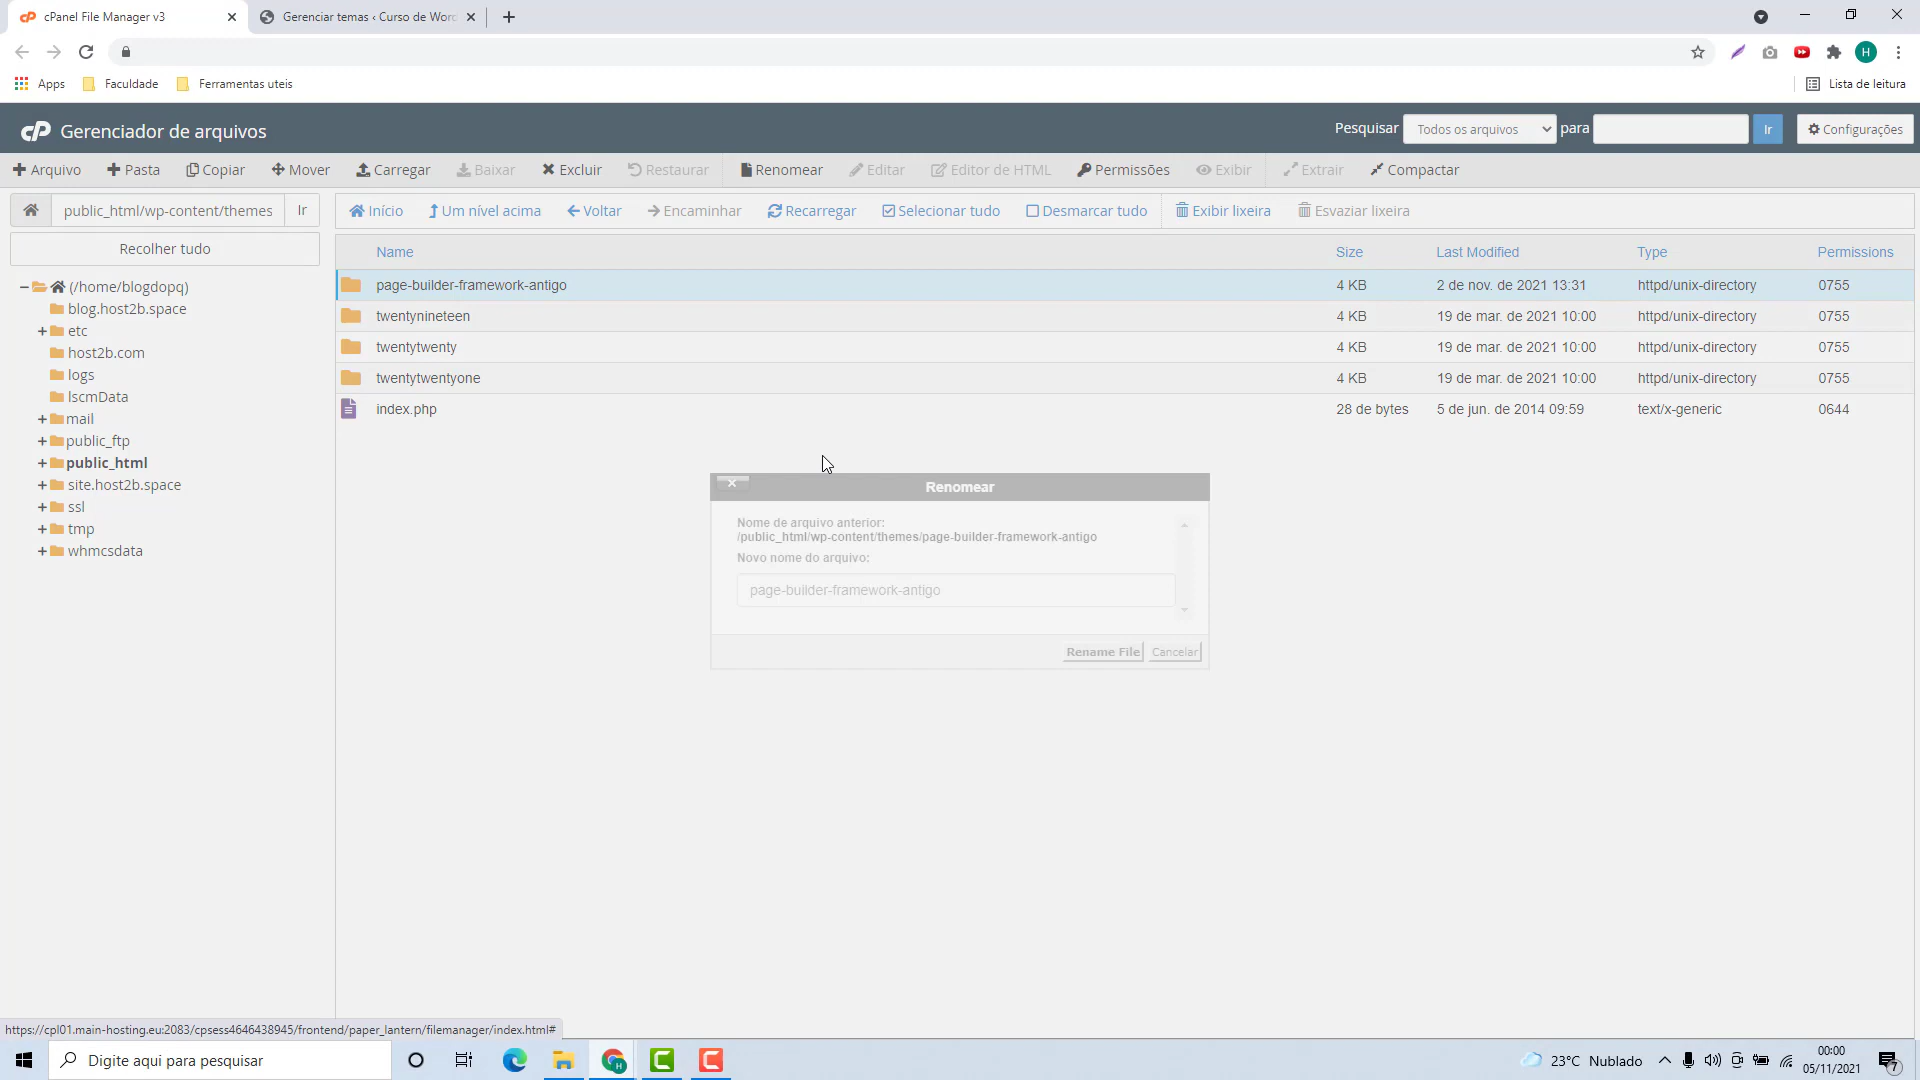 cPanel File Manager v3
Gerenciar temas ‹ Curso de Word
H
Apps
Faculdade
Ferramentas uteis
Lista de leitura
cP Gerenciador de arquivos
Pesquisar
Todos os arquivos
para
Ir
Configurações
Arquivo
Pasta
Copiar
Mover
Carregar
Baixar
Excluir
Restaurar
Renomear
Editar
Editor de HTML
Permissões
Exibir
Extrair
Compactar
public_html/wp-content/themes
Ir
Início
Um nível acima
Voltar
Encaminhar
Recarregar
Selecionar tudo
Desmarcar tudo
Exibir lixeira
Esvaziar lixeira
Recolher tudo
(/home/blogdopq)
blog.host2b.space
etc
host2b.com
logs
lscmData
mail
public_ftp
public_html
site.host2b.space
ssl
tmp
whmcsdata
Name Size Last Modified Type Permissions
page-builder-framework-antigo 4 KB 2 de nov. de 2021 13:31 httpd/unix-directory 0755
twentynineteen 4 KB 19 de mar. de 2021 10:00 httpd/unix-directory 0755
twentytwenty 4 KB 19 de mar. de 2021 10:00 httpd/unix-directory 0755
twentytwentyone 4 KB 19 de mar. de 2021 10:00 httpd/unix-directory 0755
index.php 28 de bytes 5 de jun. de 2014 09:59 text/x-generic 0644
Renomear
Nome de arquivo anterior:
/public_html/wp-content/themes/page-builder-framework-antigo
Novo nome do arquivo:
page-builder-framework-antigo
Rename File
Cancelar
https://cpl01.main-hosting.eu:2083/cpsess4646438945/frontend/paper_lantern/filemanager/index.html#
Digite aqui para pesquisar
H
23°C Nublado
00:00
05/11/2021
7